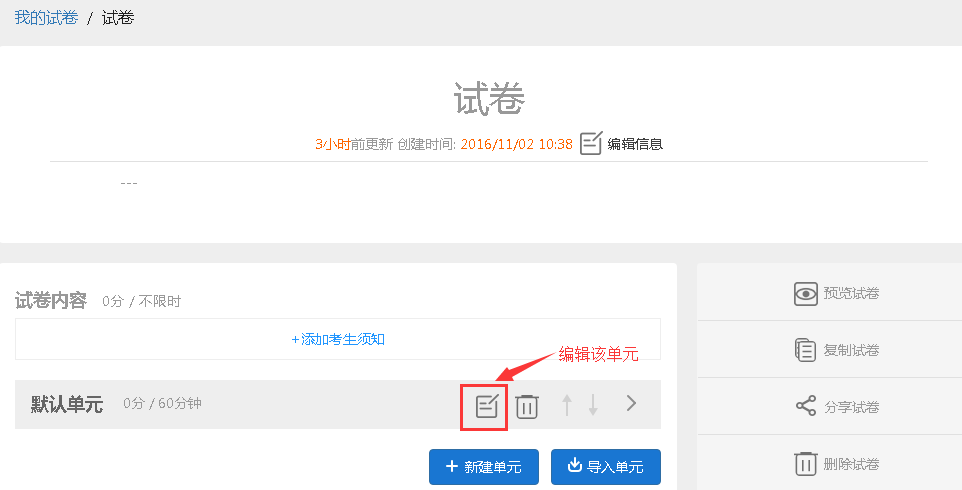 我的试卷 / 试卷
试卷
3小时前更新 创建时间: 2016/11/02 10:38 编辑信息
---
试卷内容 0分 / 不限时
+添加考生须知
编辑该单元
默认单元 0分 / 60分钟
+ 新建单元 导入单元
预览试卷
复制试卷
分享试卷
删除试卷